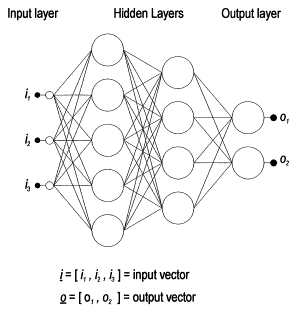 Input layer Hidden Layers Output layer
i1
o1
i2
o2
i3
i = [ i1 , i2 , i3 ] = input vector
o = [ o1 , o2 ] = output vector